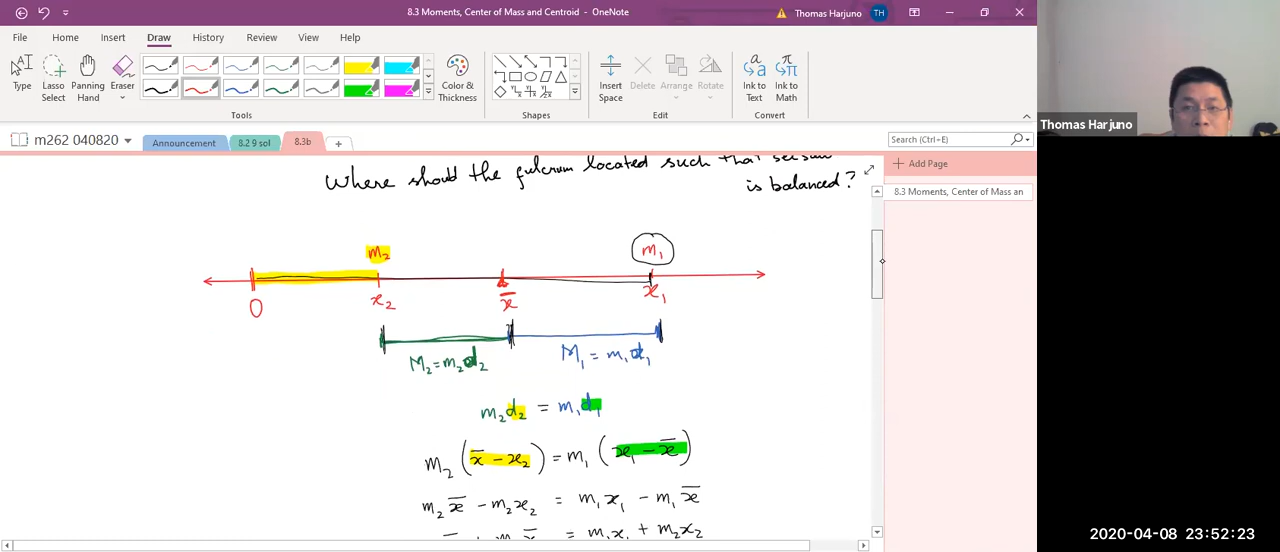 8.3 Moments, Center of Mass and Centroid - OneNote
Thomas Harjuno
TH
File Home Insert Draw History Review View Help
Type
Lasso Select
Panning Hand
Eraser
Tools
Shapes
Color & Thickness
Insert Space
Delete
Arrange
Rotate
Edit
Ink to Text
Ink to Math
Convert
m262 040820
Announcement
8.2 9 sol
8.3b
Search (Ctrl+E)
Add Page
8.3 Moments, Center of Mass an
Thomas Harjuno
Where should the fulcrum located such that seesaw
is balanced?
m₂ m₁
0 x₂ x̄ x₁
M₂ = m₂d₂ M₁ = m₁d₁
m₂d₂ = m₁d₁
m₂(x̄ - x₂) = m₁(x₁ - x̄)
m₂x̄ - m₂x₂ = m₁x₁ - m₁x̄
= m₁x₁ + m₂x₂
2020-04-08 23:52:23